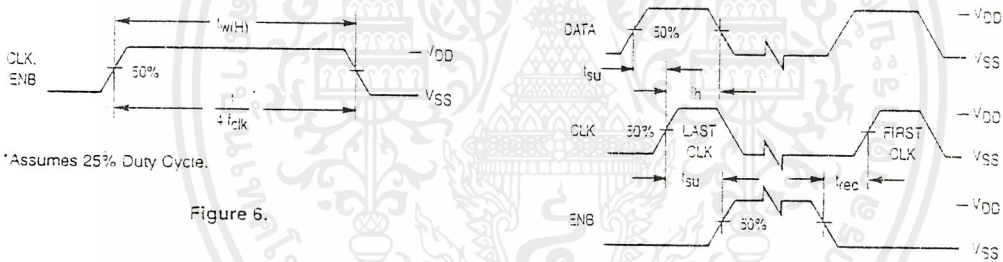 tw(H)
CLK,
ENB
50%
VDD
VSS
1
4 fclk
*Assumes 25% Duty Cycle.
Figure 6.
DATA
50%
VDD
VSS
tsu
th
CLK
50%
LAST
CLK
FIRST
CLK
VDD
VSS
tsu
trec
ENB
50%
VDD
VSS